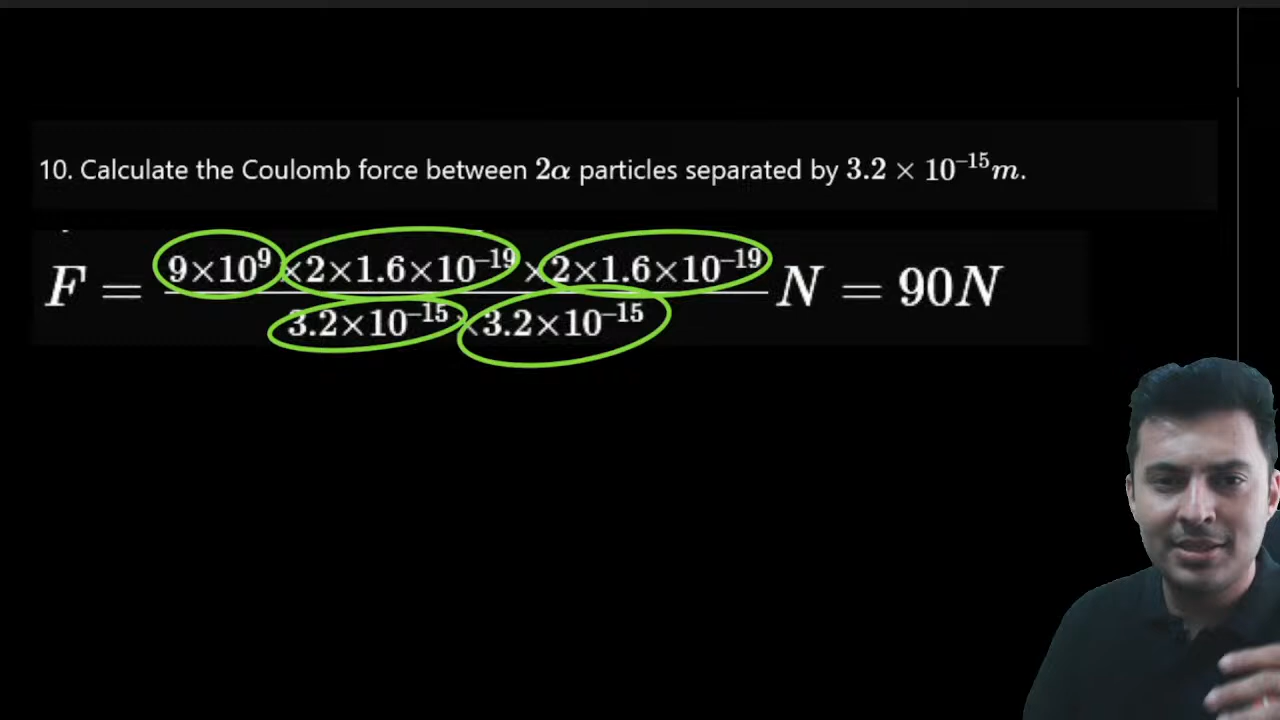 10. Calculate the Coulomb force between 2α particles separated by 3.2 × 10⁻¹⁵m.
F = 9×10⁹×2×1.6×10⁻¹⁹×2×1.6×10⁻¹⁹ / 3.2×10⁻¹⁵×3.2×10⁻¹⁵ N = 90N